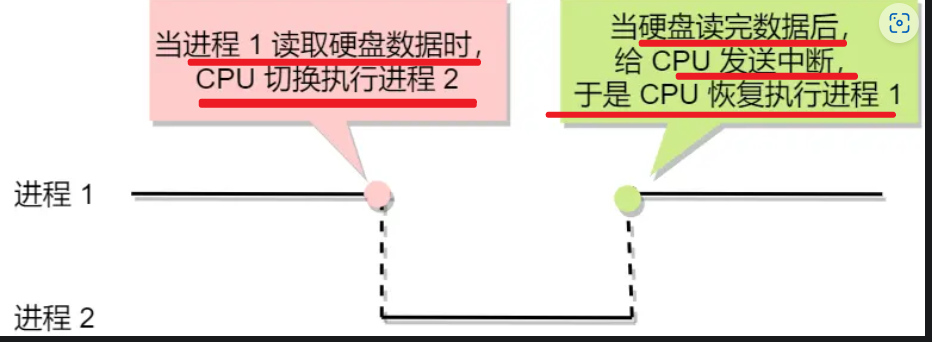 当进程 1 读取硬盘数据时，
CPU 切换执行进程 2
当硬盘读完数据后，
给 CPU 发送中断，
于是 CPU 恢复执行进程 1
进程 1
进程 2